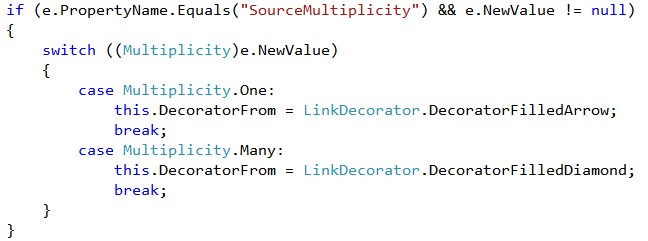 if (e.PropertyName.Equals("SourceMultiplicity") && e.NewValue != null)
{
    switch ((Multiplicity)e.NewValue)
    {
        case Multiplicity.One:
            this.DecoratorFrom = LinkDecorator.DecoratorFilledArrow;
            break;
        case Multiplicity.Many:
            this.DecoratorFrom = LinkDecorator.DecoratorFilledDiamond;
            break;
    }
}